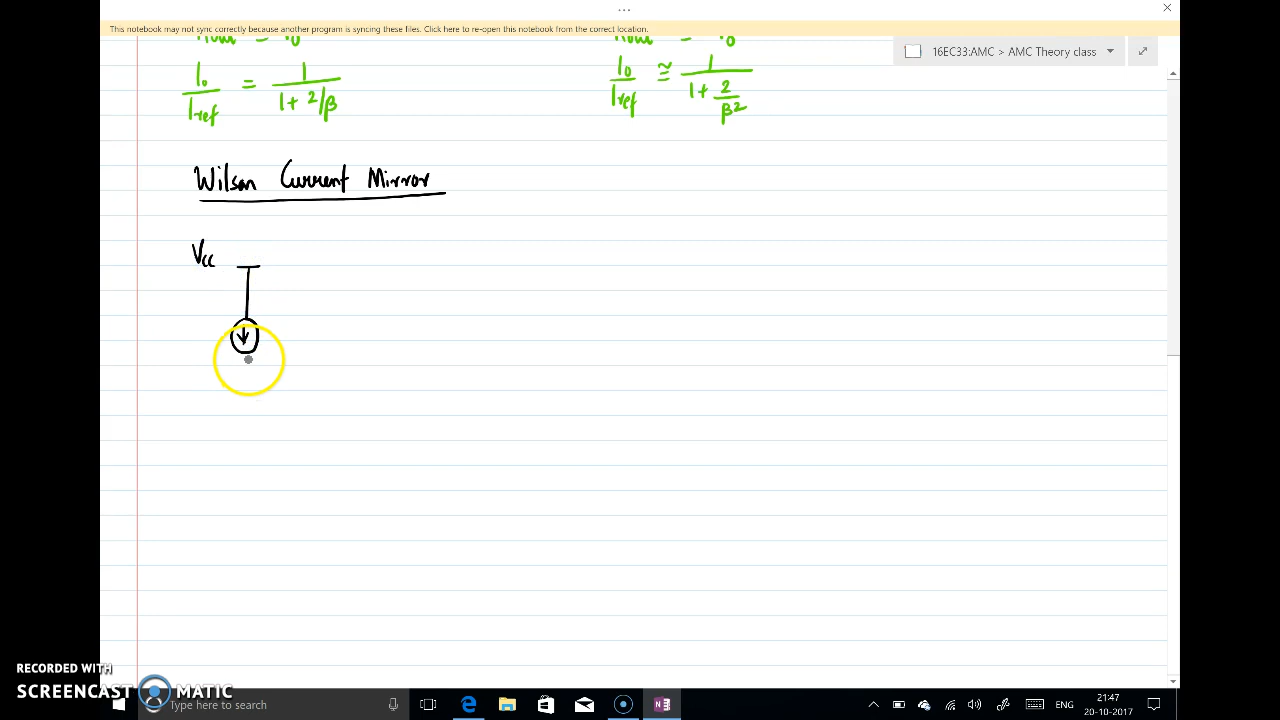 ...
This notebook may not sync correctly because another program is syncing these files. Click here to re-open this notebook from the correct location.
16EC33:AMC > AMC Theory class
Io/Iref = 1/(1+2/β)
Io/Iref ≅ 1/(1+2/β²)
Wilson Current Mirror
Vcc
RECORDED WITH
SCREENCAST MATIC
Type here to search
ENG
21:47
20-10-2017